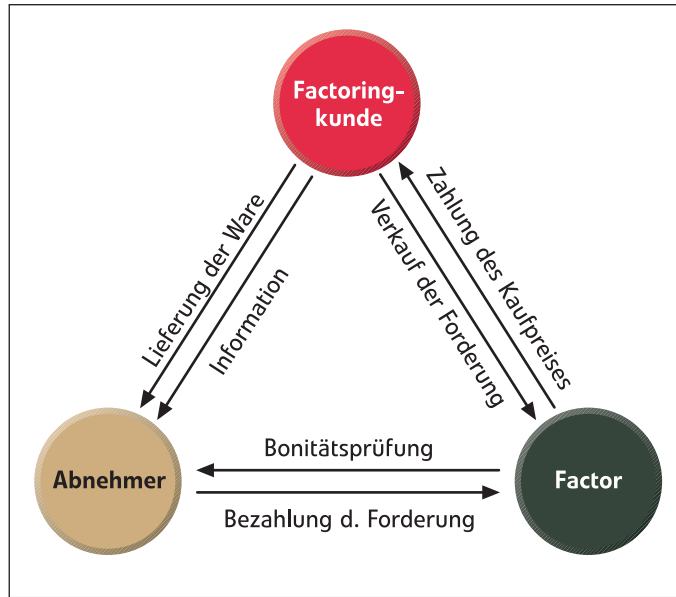 Factoring-
kunde
Lieferung der Ware
Information
Verkauf der Forderung
Zahlung des Kaufpreises
Bonitätsprüfung
Abnehmer
Factor
Bezahlung d. Forderung